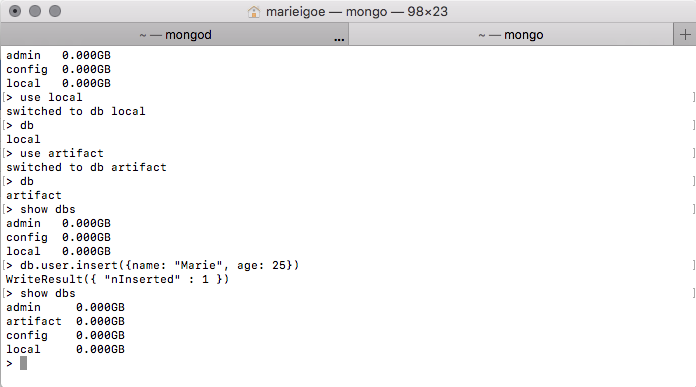 marieigoe — mongo — 98×23
~ — mongod ... ~ — mongo +
admin   0.000GB
config  0.000GB
local   0.000GB
[> use local ]
switched to db local
[> db ]
local
[> use artifact ]
switched to db artifact
[> db ]
artifact
[> show dbs ]
admin   0.000GB
config  0.000GB
local   0.000GB
[> db.user.insert({name: "Marie", age: 25}) ]
WriteResult({ "nInserted" : 1 })
[> show dbs ]
admin     0.000GB
artifact  0.000GB
config    0.000GB
local     0.000GB
>